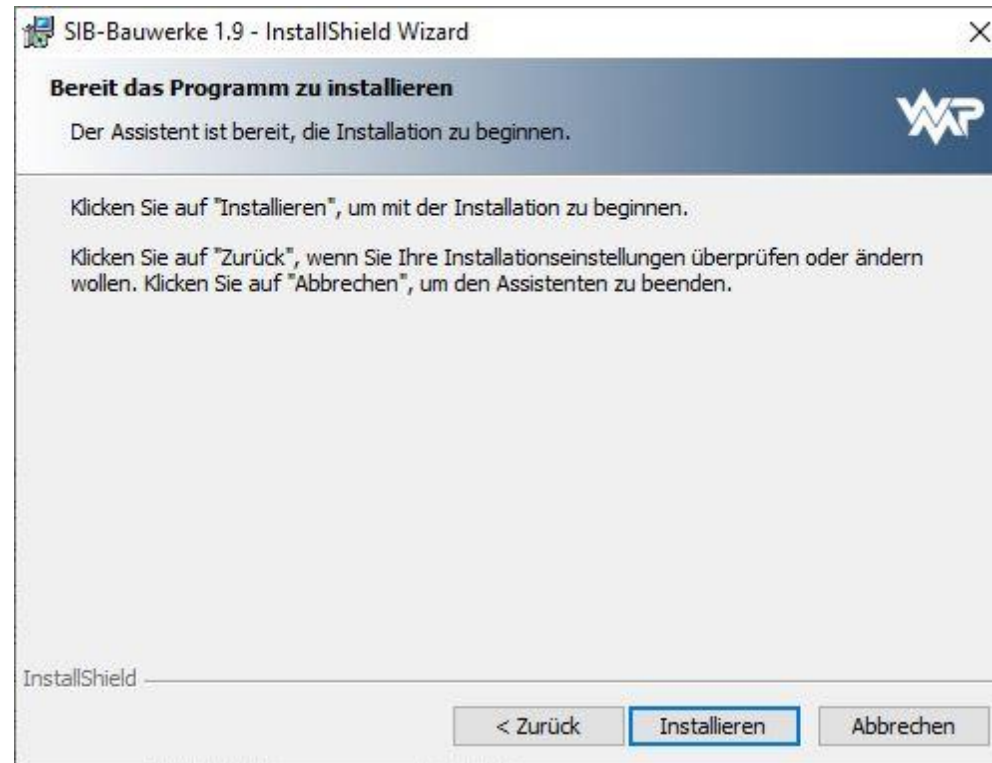 SIB-Bauwerke 1.9 - InstallShield Wizard
Bereit das Programm zu installieren
Der Assistent ist bereit, die Installation zu beginnen.
WMP
Klicken Sie auf "Installieren", um mit der Installation zu beginnen.
Klicken Sie auf "Zurück", wenn Sie Ihre Installationseinstellungen überprüfen oder ändern
wollen. Klicken Sie auf "Abbrechen", um den Assistenten zu beenden.
InstallShield
< Zurück Installieren Abbrechen